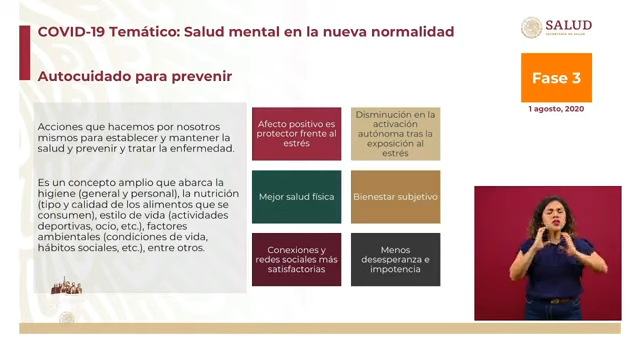 COVID-19 Temático: Salud mental en la nueva normalidad
SALUD
SECRETARÍA DE SALUD
Autocuidado para prevenir
Fase 3
1 agosto, 2020
Acciones que hacemos por nosotros
mismos para establecer y mantener la
salud y prevenir y tratar la enfermedad.
Es un concepto amplio que abarca la
higiene (general y personal), la nutrición
(tipo y calidad de los alimentos que se
consumen), estilo de vida (actividades
deportivas, ocio, etc.), factores
ambientales (condiciones de vida,
hábitos sociales, etc.), entre otros.
Afecto positivo es
protector frente al
estrés
Disminución en la
activación
autónoma tras la
exposición al
estrés
Mejor salud física
Bienestar subjetivo
Conexiones y
redes sociales más
satisfactorias
Menos
desesperanza e
impotencia